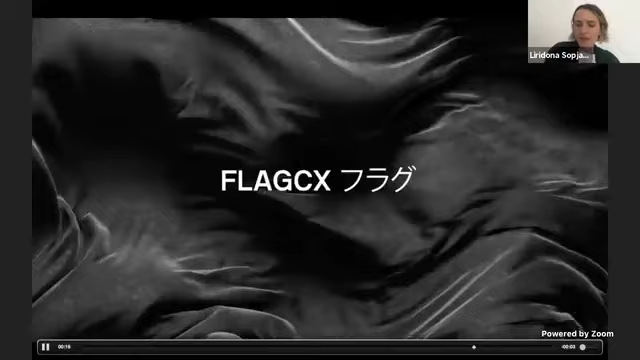 Liridona Sopja...
FLAGCX フラグ
Powered by Zoom
00:16
-00:03